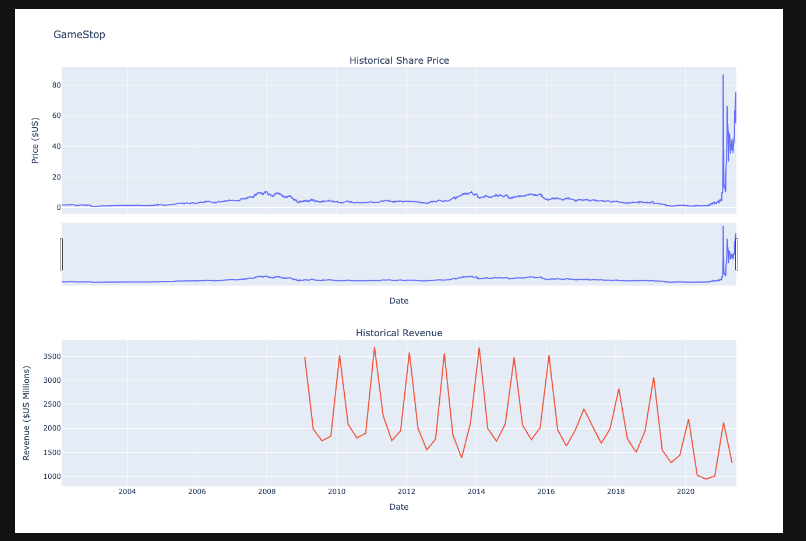 GameStop
Historical Share Price
Price ($US)
80
60
40
20
0
Date
Historical Revenue
Revenue ($US Millions)
3500
3000
2500
2000
1500
1000
2004 2006 2008 2010 2012 2014 2016 2018 2020
Date